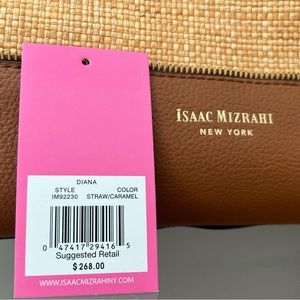 ISAAC MIZRAHI
NEW YORK
DIANA
STYLE COLOR
IM92230 STRAW/CARAMEL
0 47417 29416 5
Suggested Retail
$268.00
WWW.ISAACMIZRAHINY.COM